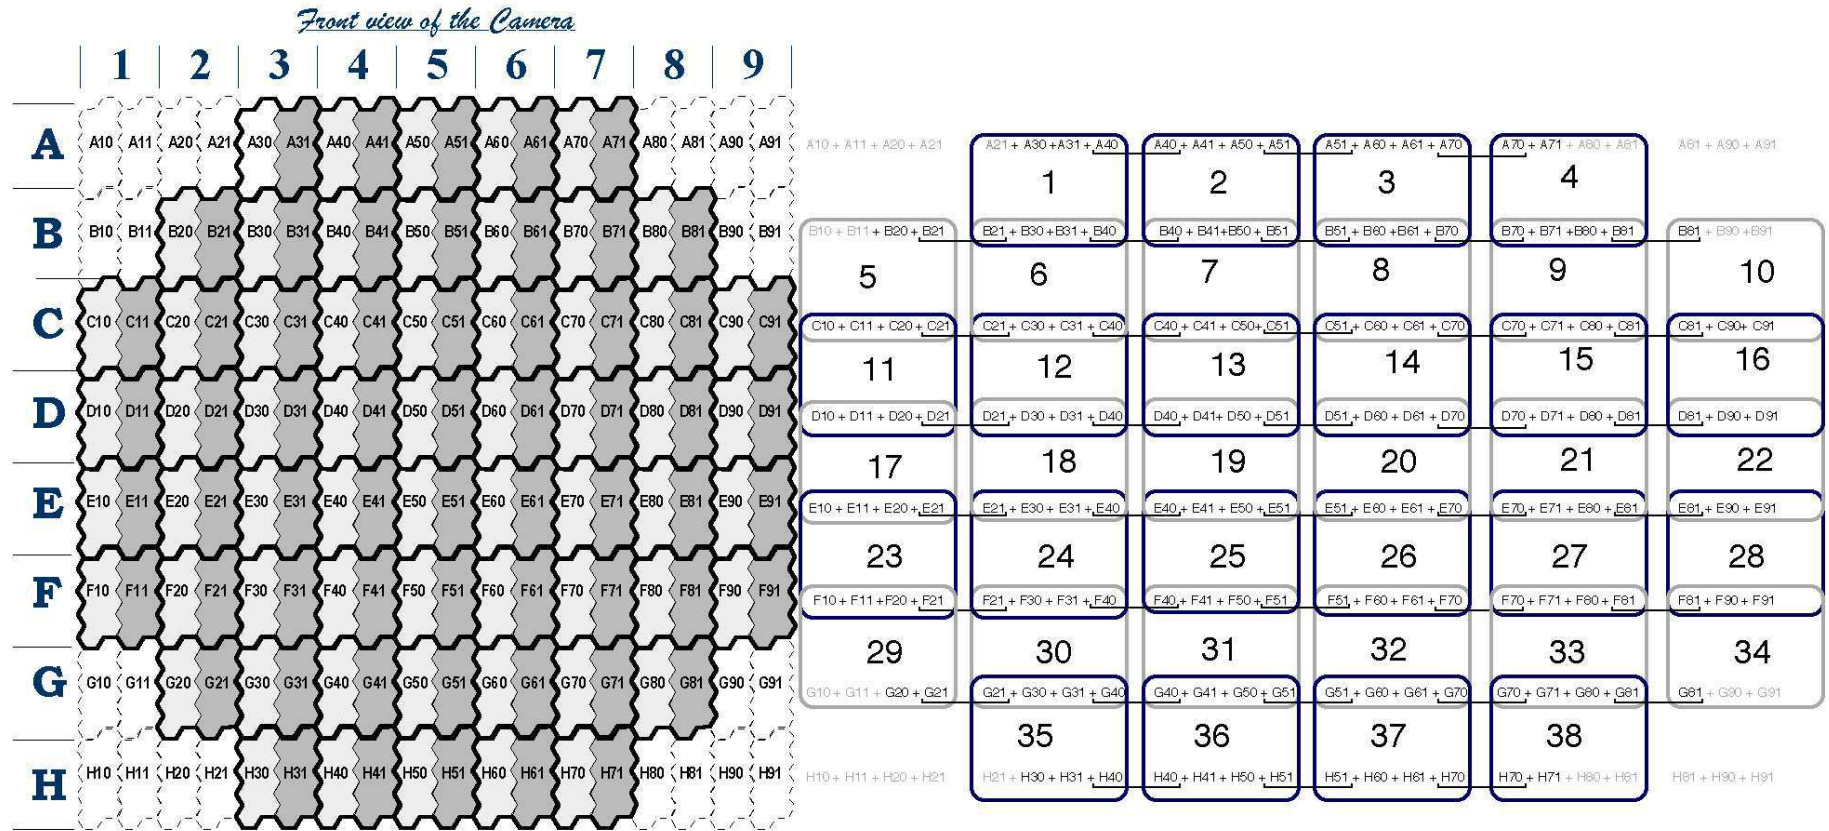 Front view of the Camera
1 2 3 4 5 6 7 8 9
A A10 A11 A20 A21 A30 A31 A40 A41 A50 A51 A60 A61 A70 A71 A80 A81 A90 A91
B B10 B11 B20 B21 B30 B31 B40 B41 B50 B51 B60 B61 B70 B71 B80 B81 B90 B91
C C10 C11 C20 C21 C30 C31 C40 C41 C50 C51 C60 C61 C70 C71 C80 C81 C90 C91
D D10 D11 D20 D21 D30 D31 D40 D41 D50 D51 D60 D61 D70 D71 D80 D81 D90 D91
E E10 E11 E20 E21 E30 E31 E40 E41 E50 E51 E60 E61 E70 E71 E80 E81 E90 E91
F F10 F11 F20 F21 F30 F31 F40 F41 F50 F51 F60 F61 F70 F71 F80 F81 F90 F91
G G10 G11 G20 G21 G30 G31 G40 G41 G50 G51 G60 G61 G70 G71 G80 G81 G90 G91
H H10 H11 H20 H21 H30 H31 H40 H41 H50 H51 H60 H61 H70 H71 H80 H81 H90 H91
A10 + A11 + A20 + A21 A21 + A30 +A31 + A40 A40 + A41 + A50 + A51 A51 + A60 + A61 + A70 A70 + A71 + A80 + A81 A81 + A90 + A91
1 2 3 4
B10 + B11 + B20 + B21 B21 + B30 +B31 + B40 B40 + B41+B50 + B51 B51 + B60 +B61 + B70 B70 + B71 +B80 + B81 B81 + B90 +B91
5 6 7 8 9 10
C10 + C11 + C20 + C21 C21 + C30 + C31 + C40 C40 + C41 + C50+ C51 C51 + C60 + C61 + C70 C70 + C71 + C80 + C81 C81 + C90+ C91
11 12 13 14 15 16
D10 + D11 + D20 + D21 D21 + D30 + D31 + D40 D40 + D41+ D50 + D51 D51 + D60 + D61 + D70 D70 + D71 + D80 + D81 D81 + D90 + D91
17 18 19 20 21 22
E10 + E11 + E20 + E21 E21 + E30 + E31 + E40 E40 + E41 + E50 + E51 E51 + E60 + E61 + E70 E70 + E71 + E80 + E81 E81 + E90 + E91
23 24 25 26 27 28
F10 + F11 +F20 + F21 F21 + F30 + F31 + F40 F40 + F41 + F50 + F51 F51 + F60 + F61 + F70 F70 + F71 + F80 + F81 F81 + F90 + F91
29 30 31 32 33 34
G10 + G11 + G20 + G21 G21 + G30 + G31 + G40 G40 + G41 + G50 + G51 G51 + G60 + G61 + G70 G70 + G71 + G80 + G81 G81 + G90 + G91
35 36 37 38
H10 + H11 + H20 + H21 H21 + H30 + H31 + H40 H40 + H41 + H50 + H51 H51 + H60 + H61 + H70 H70 + H71 + H80 + H81 H81 + H90 + H91